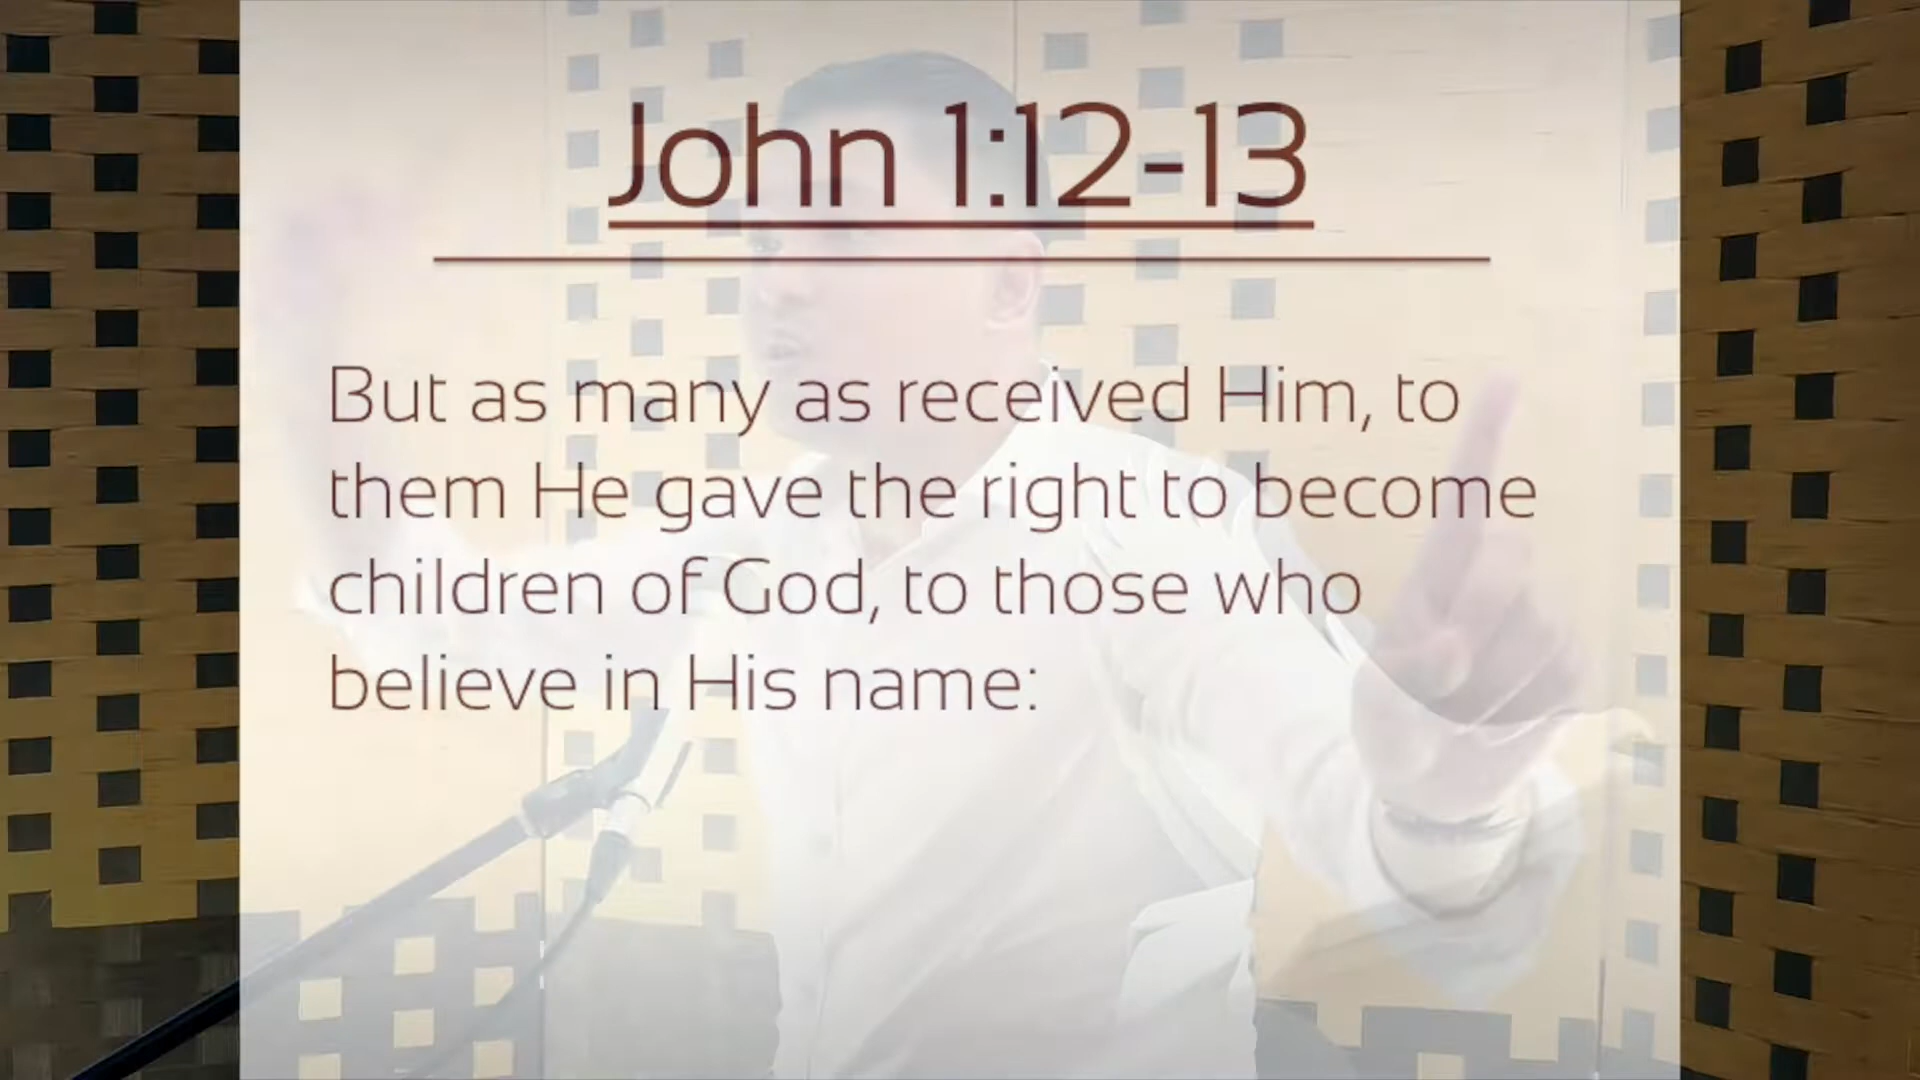 John 1:12-13
But as many as received Him, to
them He gave the right to become
children of God, to those who
believe in His name: